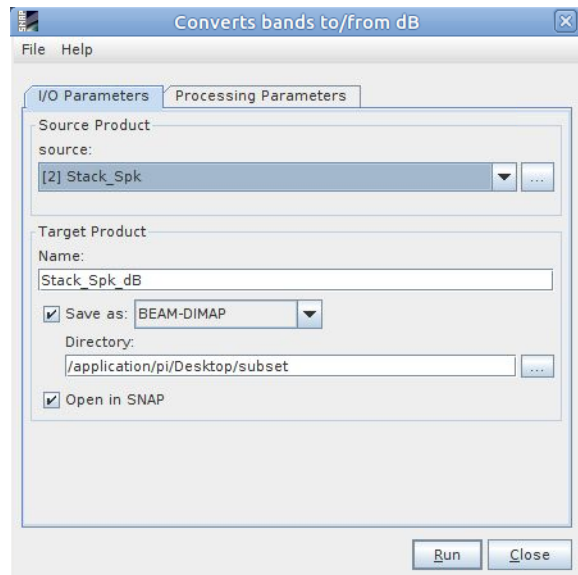 Converts bands to/from dB
File Help
I/O Parameters Processing Parameters
Source Product
source:
[2] Stack_Spk
...
Target Product
Name:
Stack_Spk_dB
Save as: BEAM-DIMAP
Directory:
/application/pi/Desktop/subset
...
Open in SNAP
Run Close